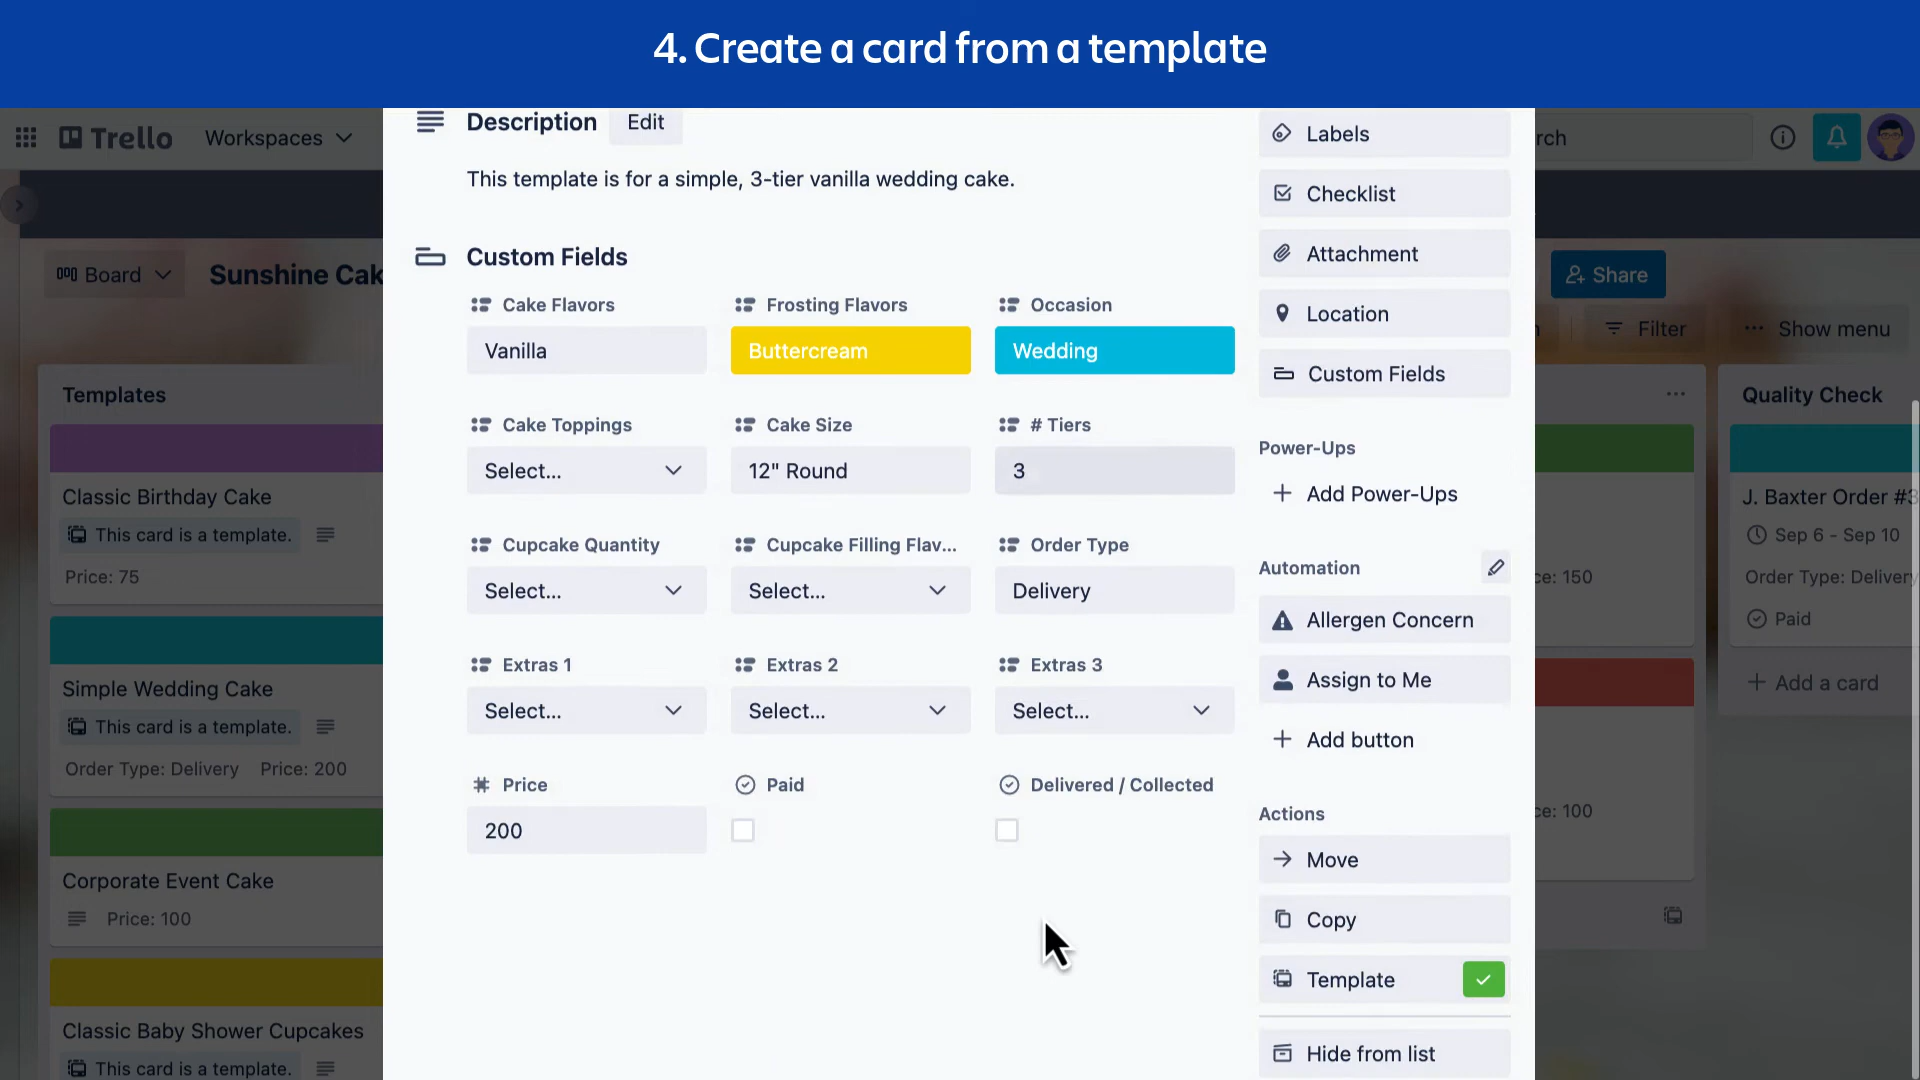 4. Create a card from a template
Trello
Workspaces
rch
Board
Sunshine Cak
Share
Filter
Show menu
Templates
Classic Birthday Cake
This card is a template.
Price: 75
Simple Wedding Cake
This card is a template.
Order Type: Delivery Price: 200
Corporate Event Cake
Price: 100
Classic Baby Shower Cupcakes
This card is a template.
Description
Edit
This template is for a simple, 3-tier vanilla wedding cake.
Custom Fields
Cake Flavors
Frosting Flavors
Occasion
Vanilla
Buttercream
Wedding
Cake Toppings
Cake Size
# Tiers
Select...
12" Round
3
Cupcake Quantity
Cupcake Filling Flav...
Order Type
Select...
Select...
Delivery
Extras 1
Extras 2
Extras 3
Select...
Select...
Select...
Price
Paid
Delivered / Collected
200
Labels
Checklist
Attachment
Location
Custom Fields
Power-Ups
+ Add Power-Ups
Automation
Allergen Concern
Assign to Me
+ Add button
Actions
Move
Copy
Template
Hide from list
ce: 150
ce: 100
Quality Check
J. Baxter Order #3
Sep 6 - Sep 10
Order Type: Delivery
Paid
+ Add a card